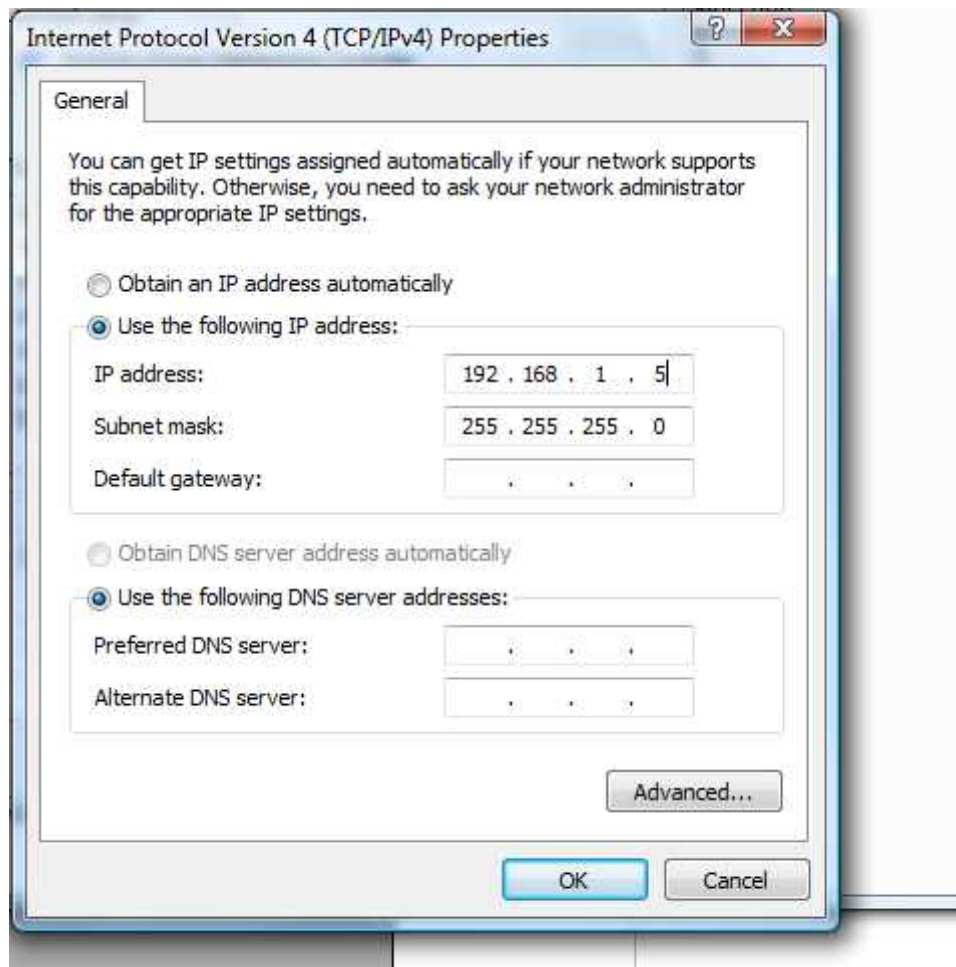 Internet Protocol Version 4 (TCP/IPv4) Properties
General
You can get IP settings assigned automatically if your network supports
this capability. Otherwise, you need to ask your network administrator
for the appropriate IP settings.
Obtain an IP address automatically
Use the following IP address:
IP address: 192 . 168 . 1 . 5
Subnet mask: 255 . 255 . 255 . 0
Default gateway: . . .
Obtain DNS server address automatically
Use the following DNS server addresses:
Preferred DNS server: . . .
Alternate DNS server: . . .
Advanced...
OK Cancel